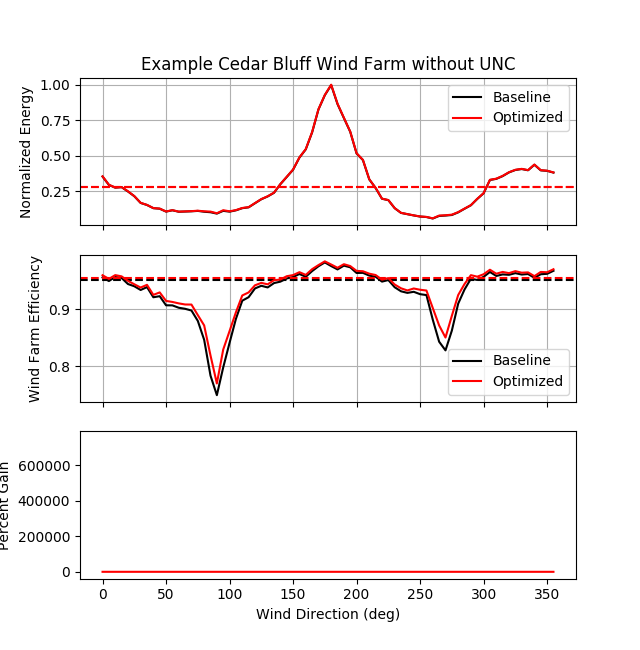 Example Cedar Bluff Wind Farm without UNC
Normalized Energy
1.00
0.75
0.50
0.25
Baseline
Optimized
Wind Farm Efficiency
0.9
0.8
Baseline
Optimized
Percent Gain
600000
400000
200000
0
0 50 100 150 200 250 300 350
Wind Direction (deg)